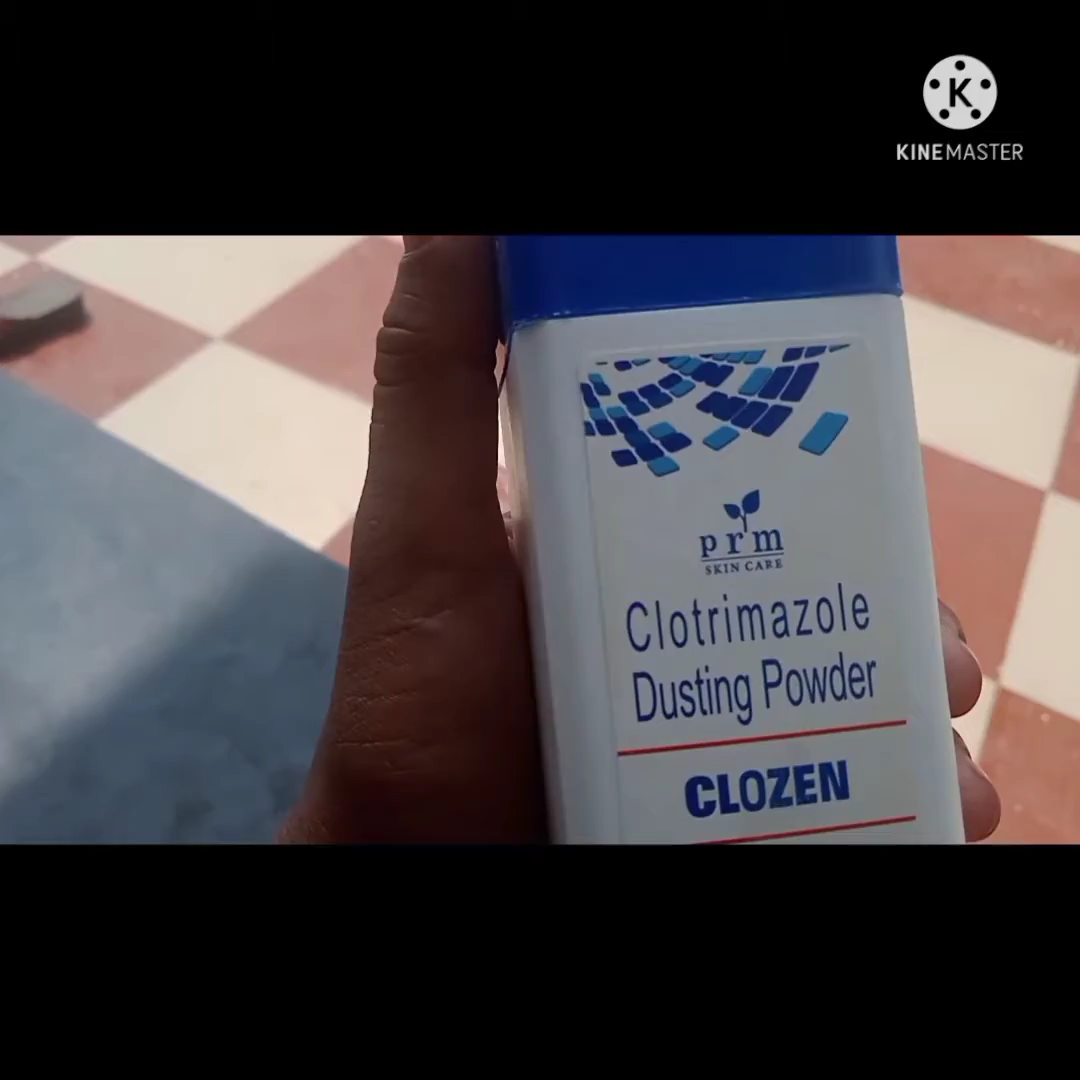 KINEMASTER
prm
SKIN CARE
Clotrimazole
Dusting Powder
CLOZEN